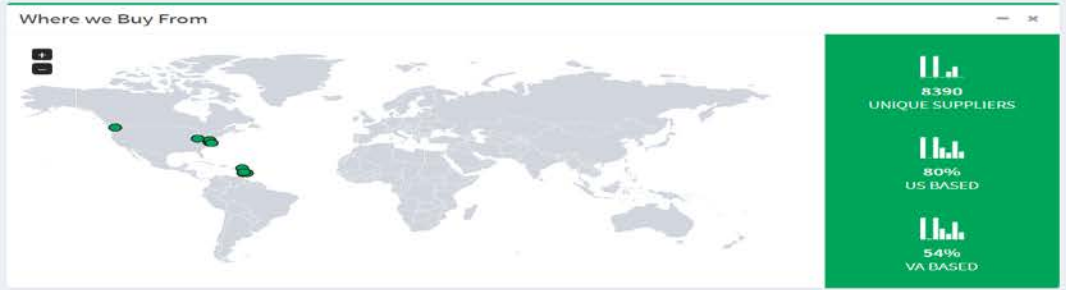 Where we Buy From
8390
UNIQUE SUPPLIERS
80%
US BASED
54%
VA BASED